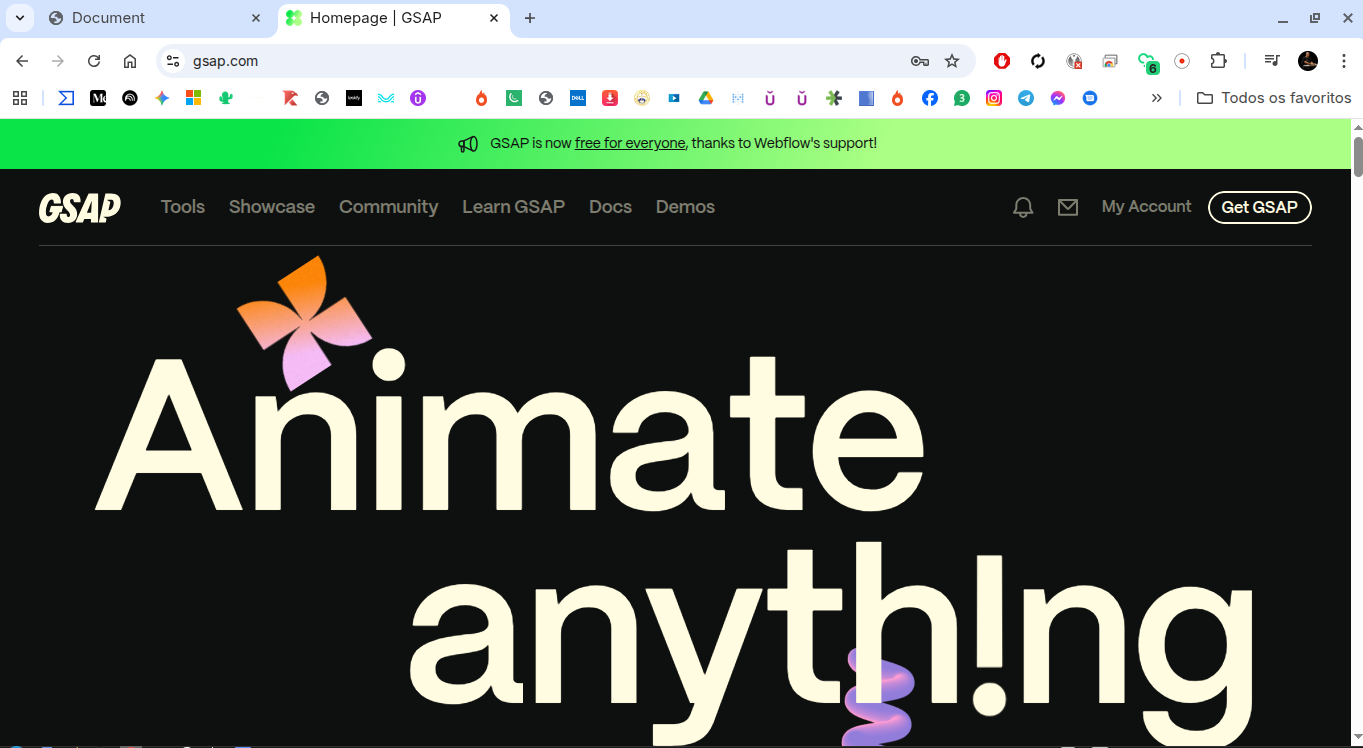 Document
Homepage | GSAP
gsap.com
6
Todos os favoritos
GSAP is now free for everyone, thanks to Webflow's support!
GSAP
Tools
Showcase
Community
Learn GSAP
Docs
Demos
My Account
Get GSAP
Animate
anyth!ng